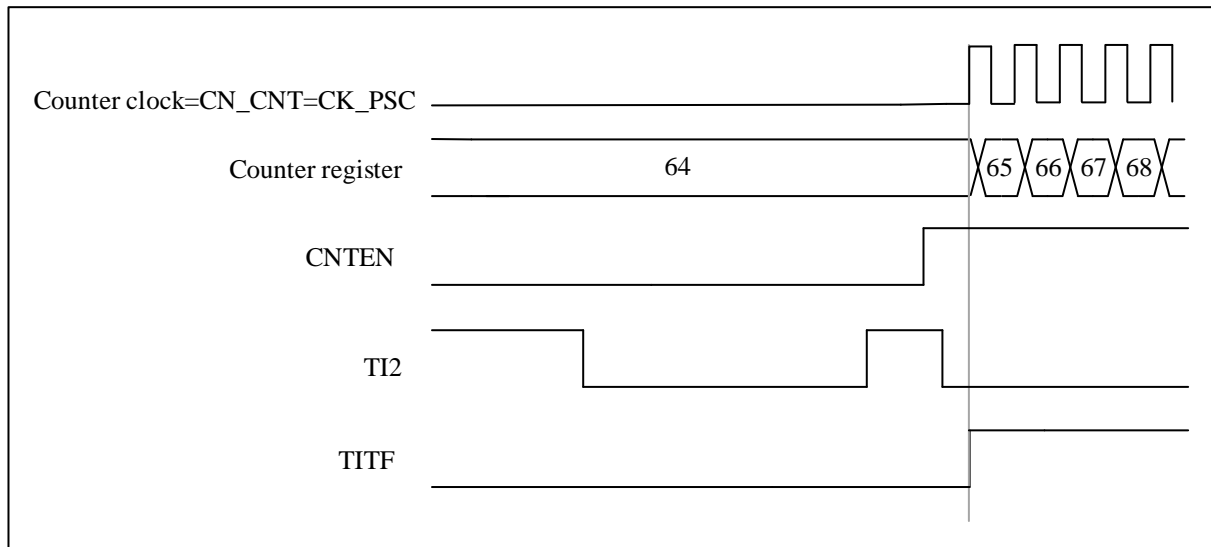 Counter clock=CN_CNT=CK_PSC
Counter register
64
65
66
67
68
CNTEN
TI2
TITF